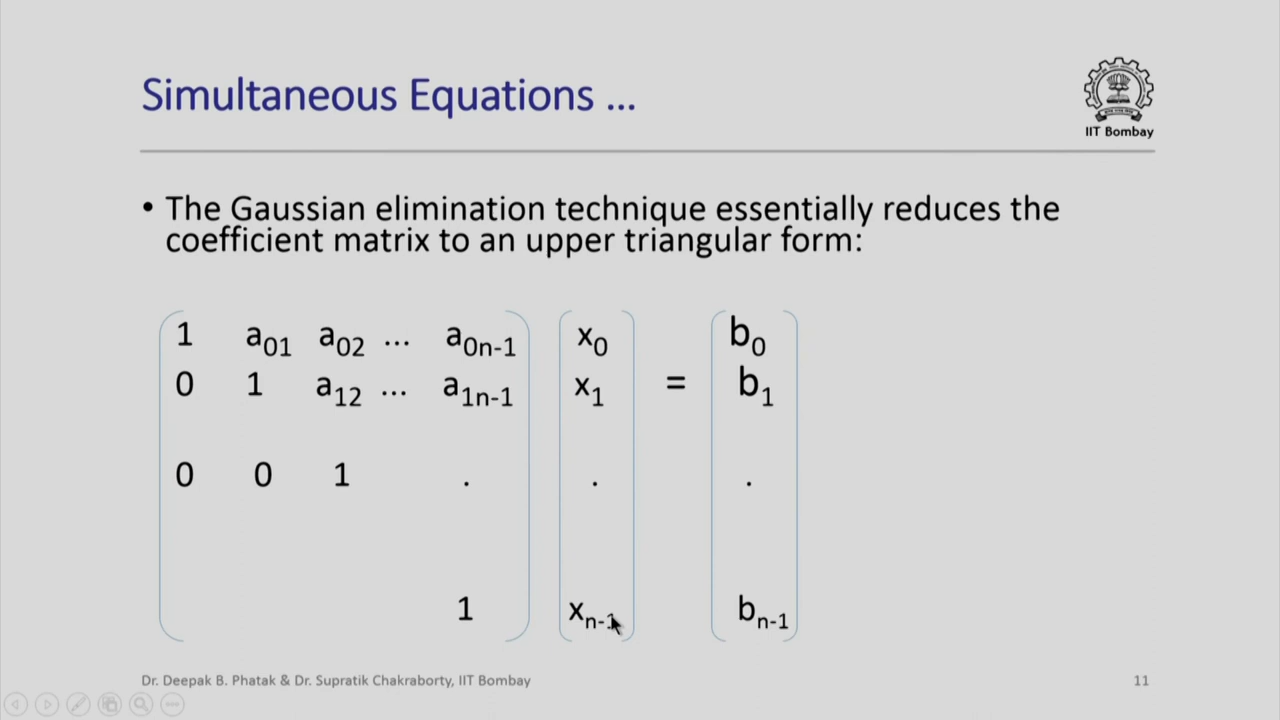 Simultaneous Equations ...
IIT Bombay
• The Gaussian elimination technique essentially reduces the
coefficient matrix to an upper triangular form:
1 a01 a02 ... a0n-1 x0 b0
0 1 a12 ... a1n-1 x1 = b1
0 0 1 . . .
1 xn-1 bn-1
Dr. Deepak B. Phatak & Dr. Supratik Chakraborty, IIT Bombay 11